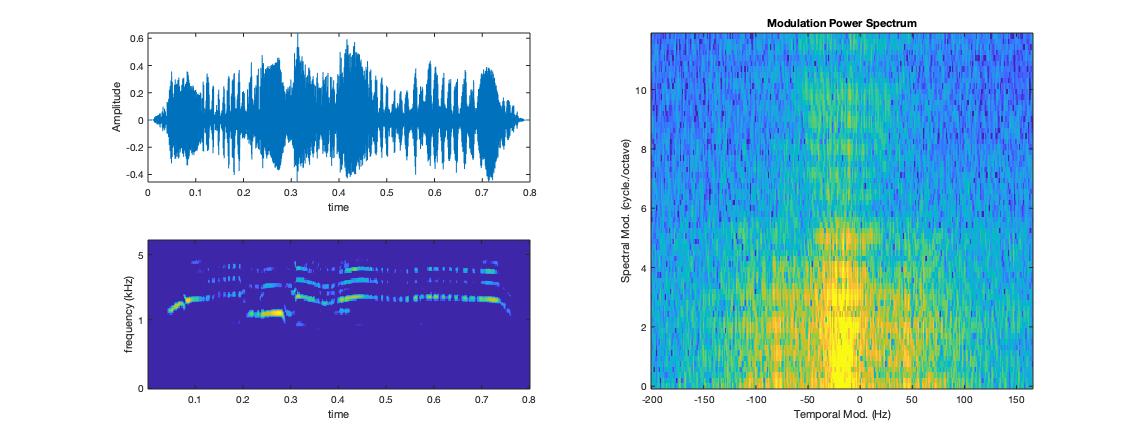 Amplitude
0.6
0.4
0.2
0
-0.2
-0.4
0 0.1 0.2 0.3 0.4 0.5 0.6 0.7 0.8
time
frequency (kHz)
5
1
0
0.1 0.2 0.3 0.4 0.5 0.6 0.7 0.8
time
Modulation Power Spectrum
Spectral Mod. (cycle./octave)
10
8
6
4
2
0
-200 -150 -100 -50 0 50 100 150
Temporal Mod. (Hz)